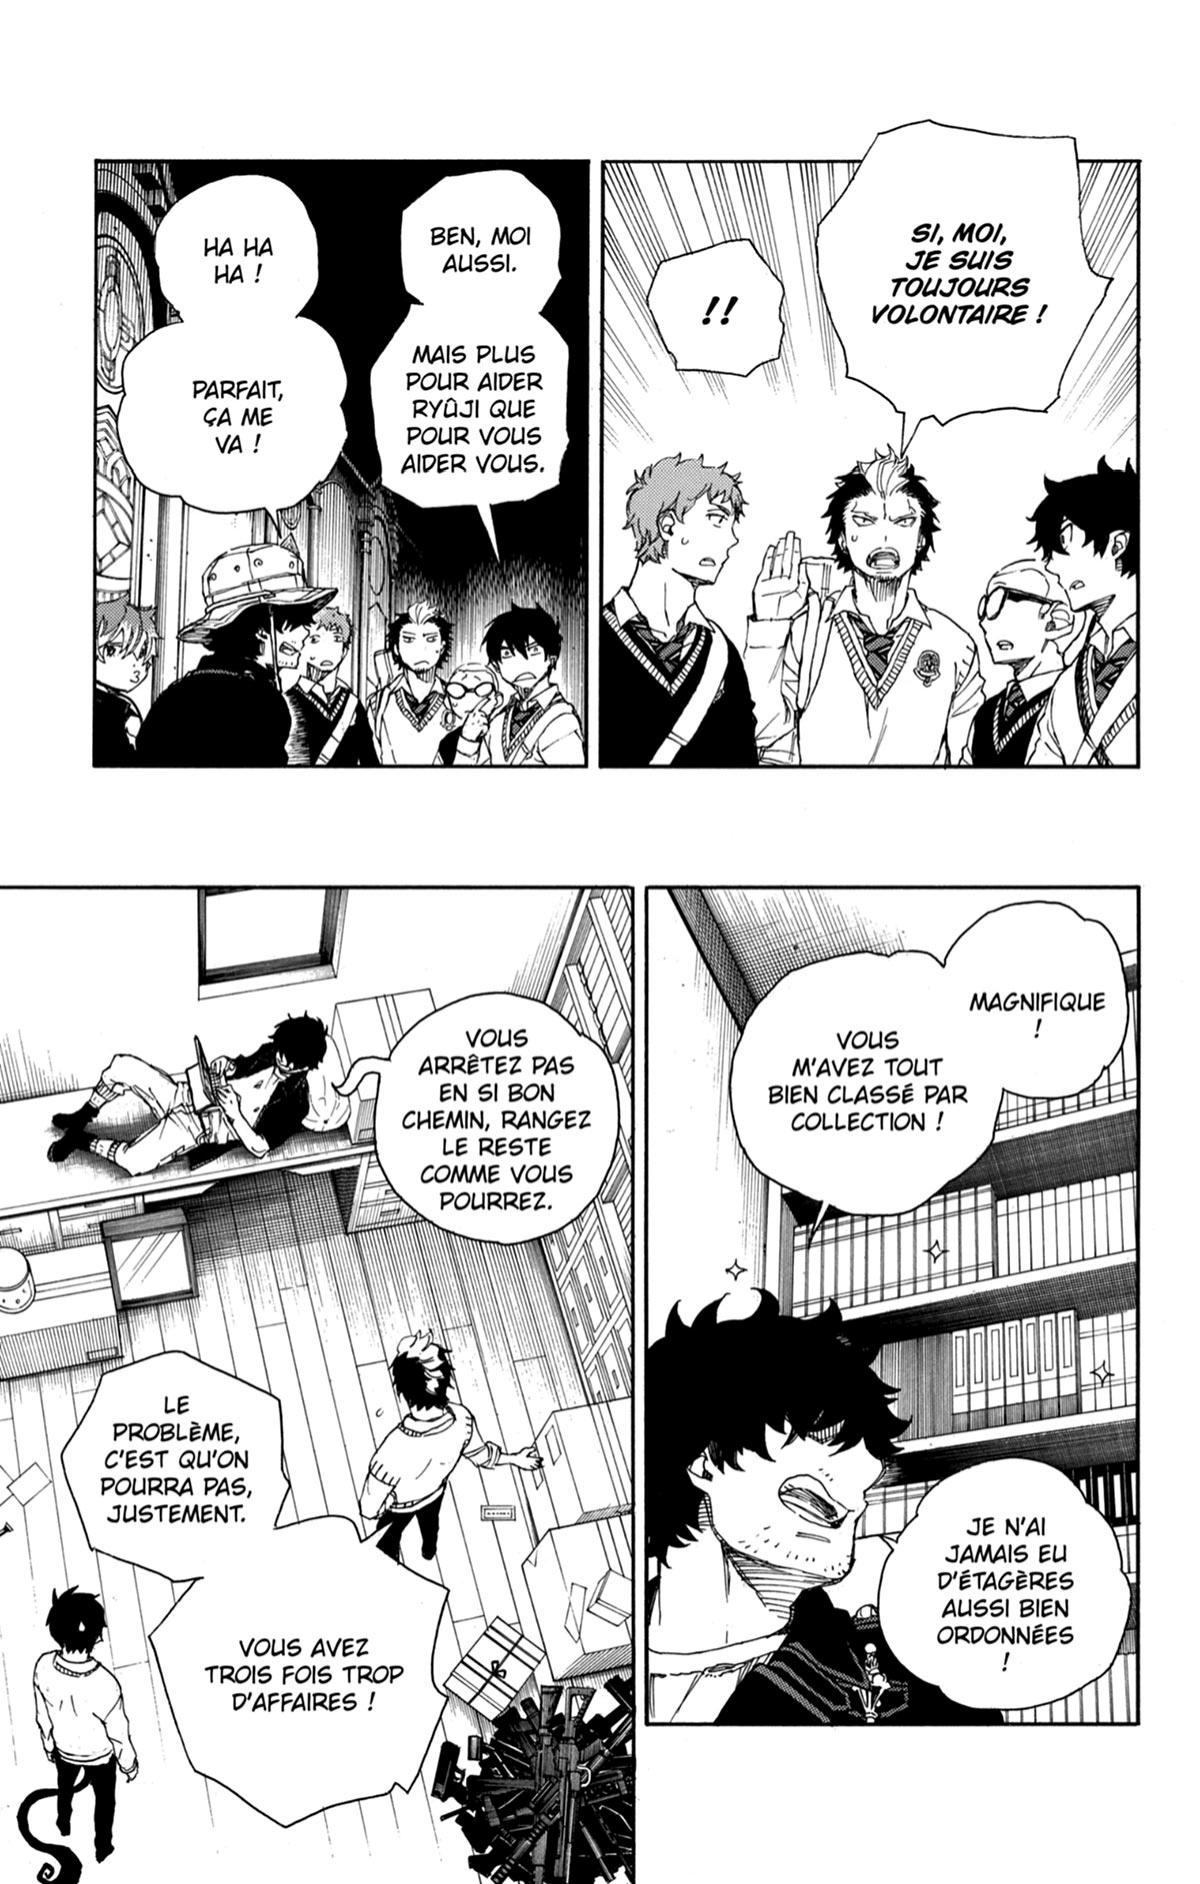 SI, MOI,
JE SUIS
TOUJOURS
VOLONTAIRE !
!!
BEN, MOI
AUSSI.
MAIS PLUS
POUR AIDER
RYÛJI QUE
POUR VOUS
AIDER VOUS.
HA HA
HA !
PARFAIT,
ÇA ME
VA !
MAGNIFIQUE
!
VOUS
M'AVEZ TOUT
BIEN CLASSÉ PAR
COLLECTION !
JE N'AI
JAMAIS EU
D'ÉTAGÈRES
AUSSI BIEN
ORDONNÉES
!
VOUS
ARRÊTEZ PAS
EN SI BON
CHEMIN, RANGEZ
LE RESTE
COMME VOUS
POURREZ.
LE
PROBLÈME,
C'EST QU'ON
POURRA PAS,
JUSTEMENT.
VOUS AVEZ
TROIS FOIS TROP
D'AFFAIRES !